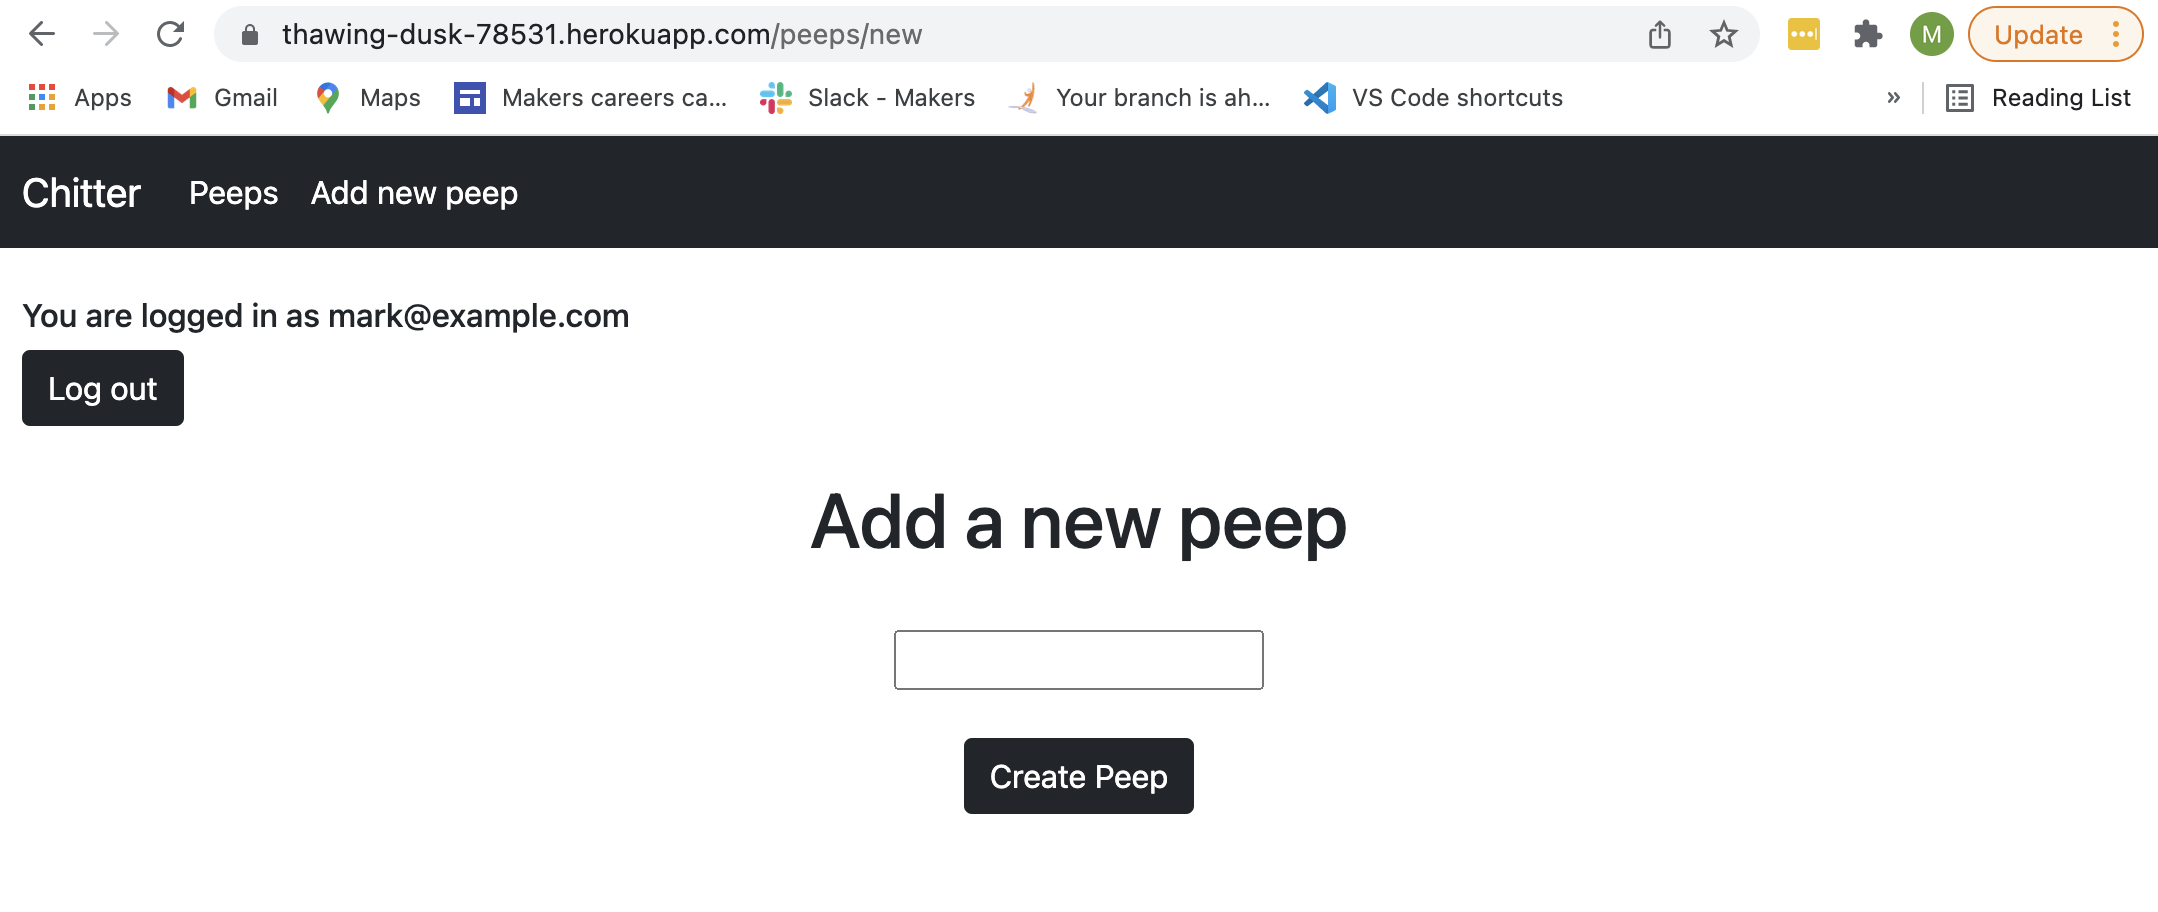 thawing-dusk-78531.herokuapp.com/peeps/new M Update
Apps Gmail Maps Makers careers ca... Slack - Makers Your branch is ah... VS Code shortcuts » Reading List
Chitter Peeps Add new peep
You are logged in as mark@example.com
Log out
Add a new peep
Create Peep